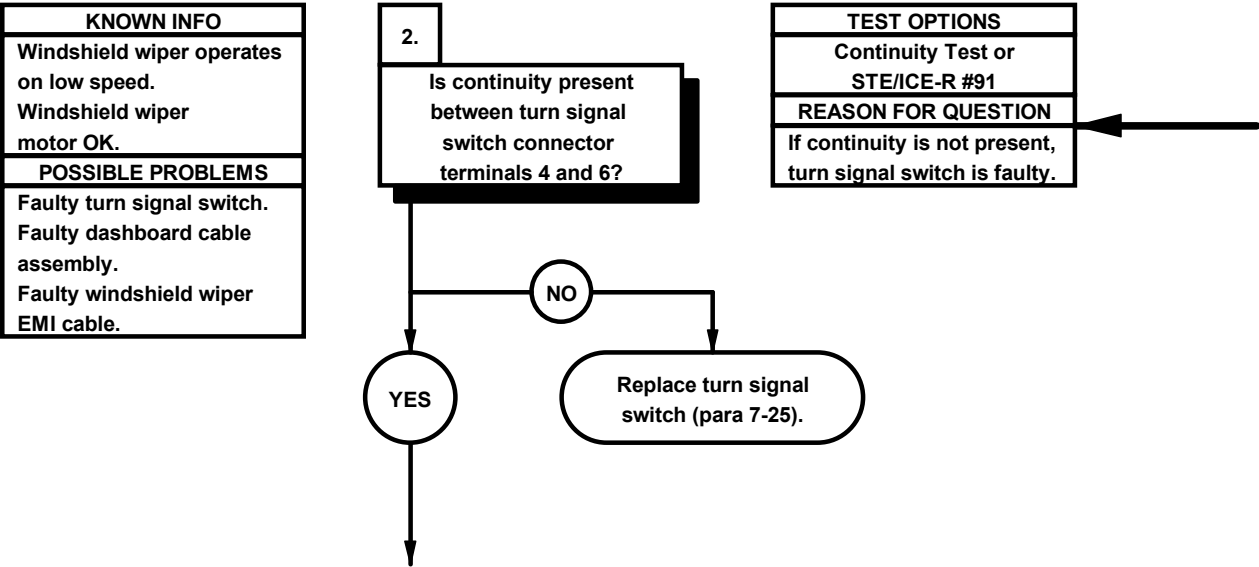 KNOWN INFO
Windshield wiper operates
on low speed.
Windshield wiper
motor OK.
POSSIBLE PROBLEMS
Faulty turn signal switch.
Faulty dashboard cable
assembly.
Faulty windshield wiper
EMI cable.
2.
Is continuity present
between turn signal
switch connector
terminals 4 and 6?
TEST OPTIONS
Continuity Test or
STE/ICE-R #91
REASON FOR QUESTION
If continuity is not present,
turn signal switch is faulty.
NO
YES
Replace turn signal
switch (para 7-25).